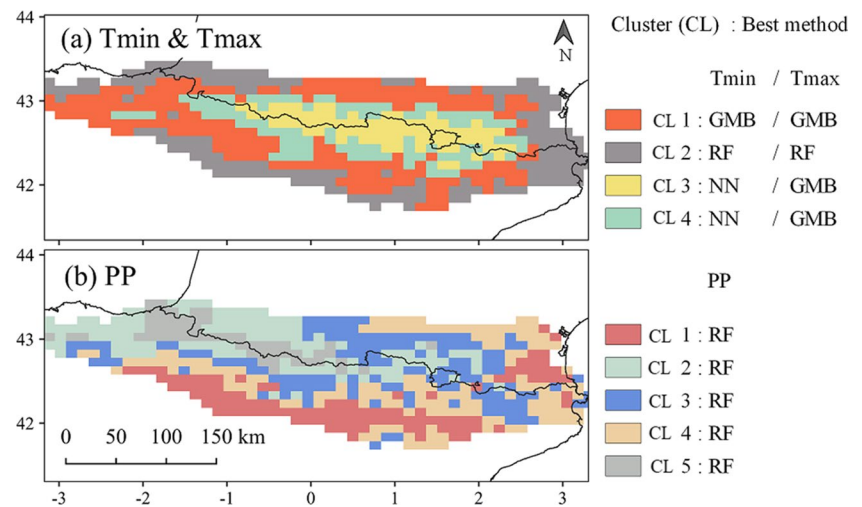 44
(a) Tmin & Tmax
N
43
42
Cluster (CL) : Best method
Tmin / Tmax
CL 1 : GMB / GMB
CL 2 : RF / RF
CL 3 : NN / GMB
CL 4 : NN / GMB
44
(b) PP
43
42
0 50 100 150 km
-3 -2 -1 0 1 2 3
PP
CL 1 : RF
CL 2 : RF
CL 3 : RF
CL 4 : RF
CL 5 : RF